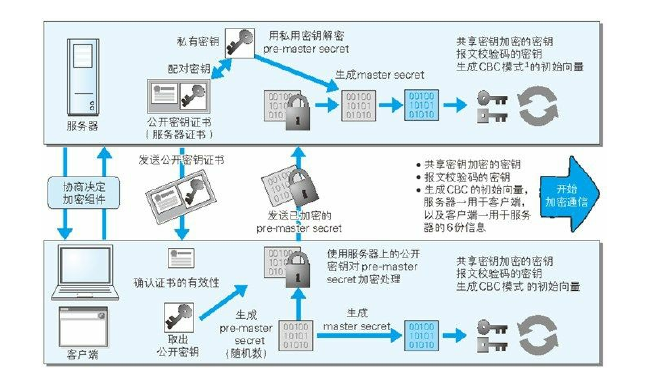 私有密钥
用私用密钥解密
pre-master secret
配对密钥
生成master secret
共享密钥加密的密钥
报文校验码的密钥
生成CBC模式¹的初始向量
00100
10101
01010
00100
10101
01010
00100
10101
01010
服务器
公开密钥证书
(服务器证书)
发送公开密钥证书
协商决定
加密组件
发送已加密的
pre-master secret
• 共享密钥加密的密钥
• 报文校验码的密钥
• 生成CBC的初始向量,
服务器一用于客户端,
以及客户端一用于服务
器的6份信息
开始
加密通信
确认证书的有效性
使用服务器上的公开
密钥对pre-master
secret加密处理
共享密钥加密的密钥
报文校验码的密钥
生成CBC模式 的初始向量
取出
公开密钥
生成
pre-master
secret
(随机数)
00100
10101
01010
生成
master secret
00100
10101
01010
客户端